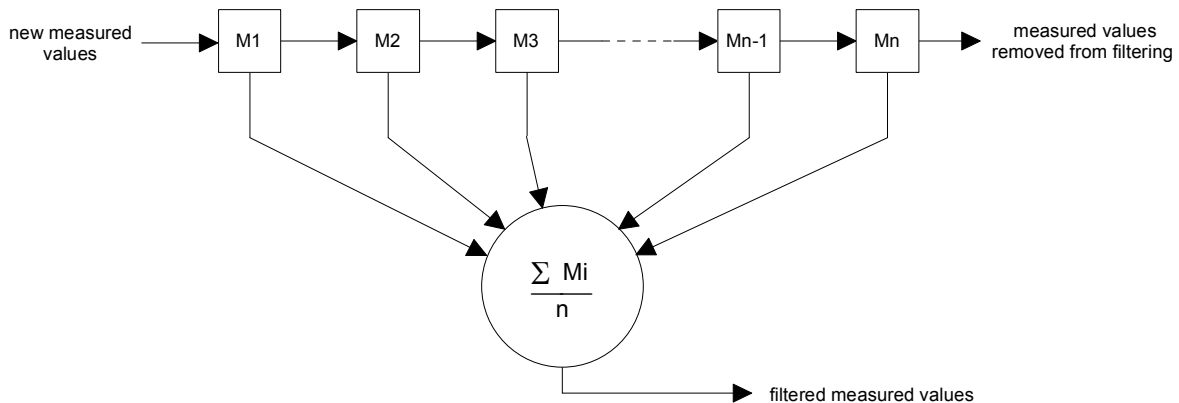 new measured
values
M1
M2
M3
Mn-1
Mn
measured values
removed from filtering
∑ Mi
n
filtered measured values